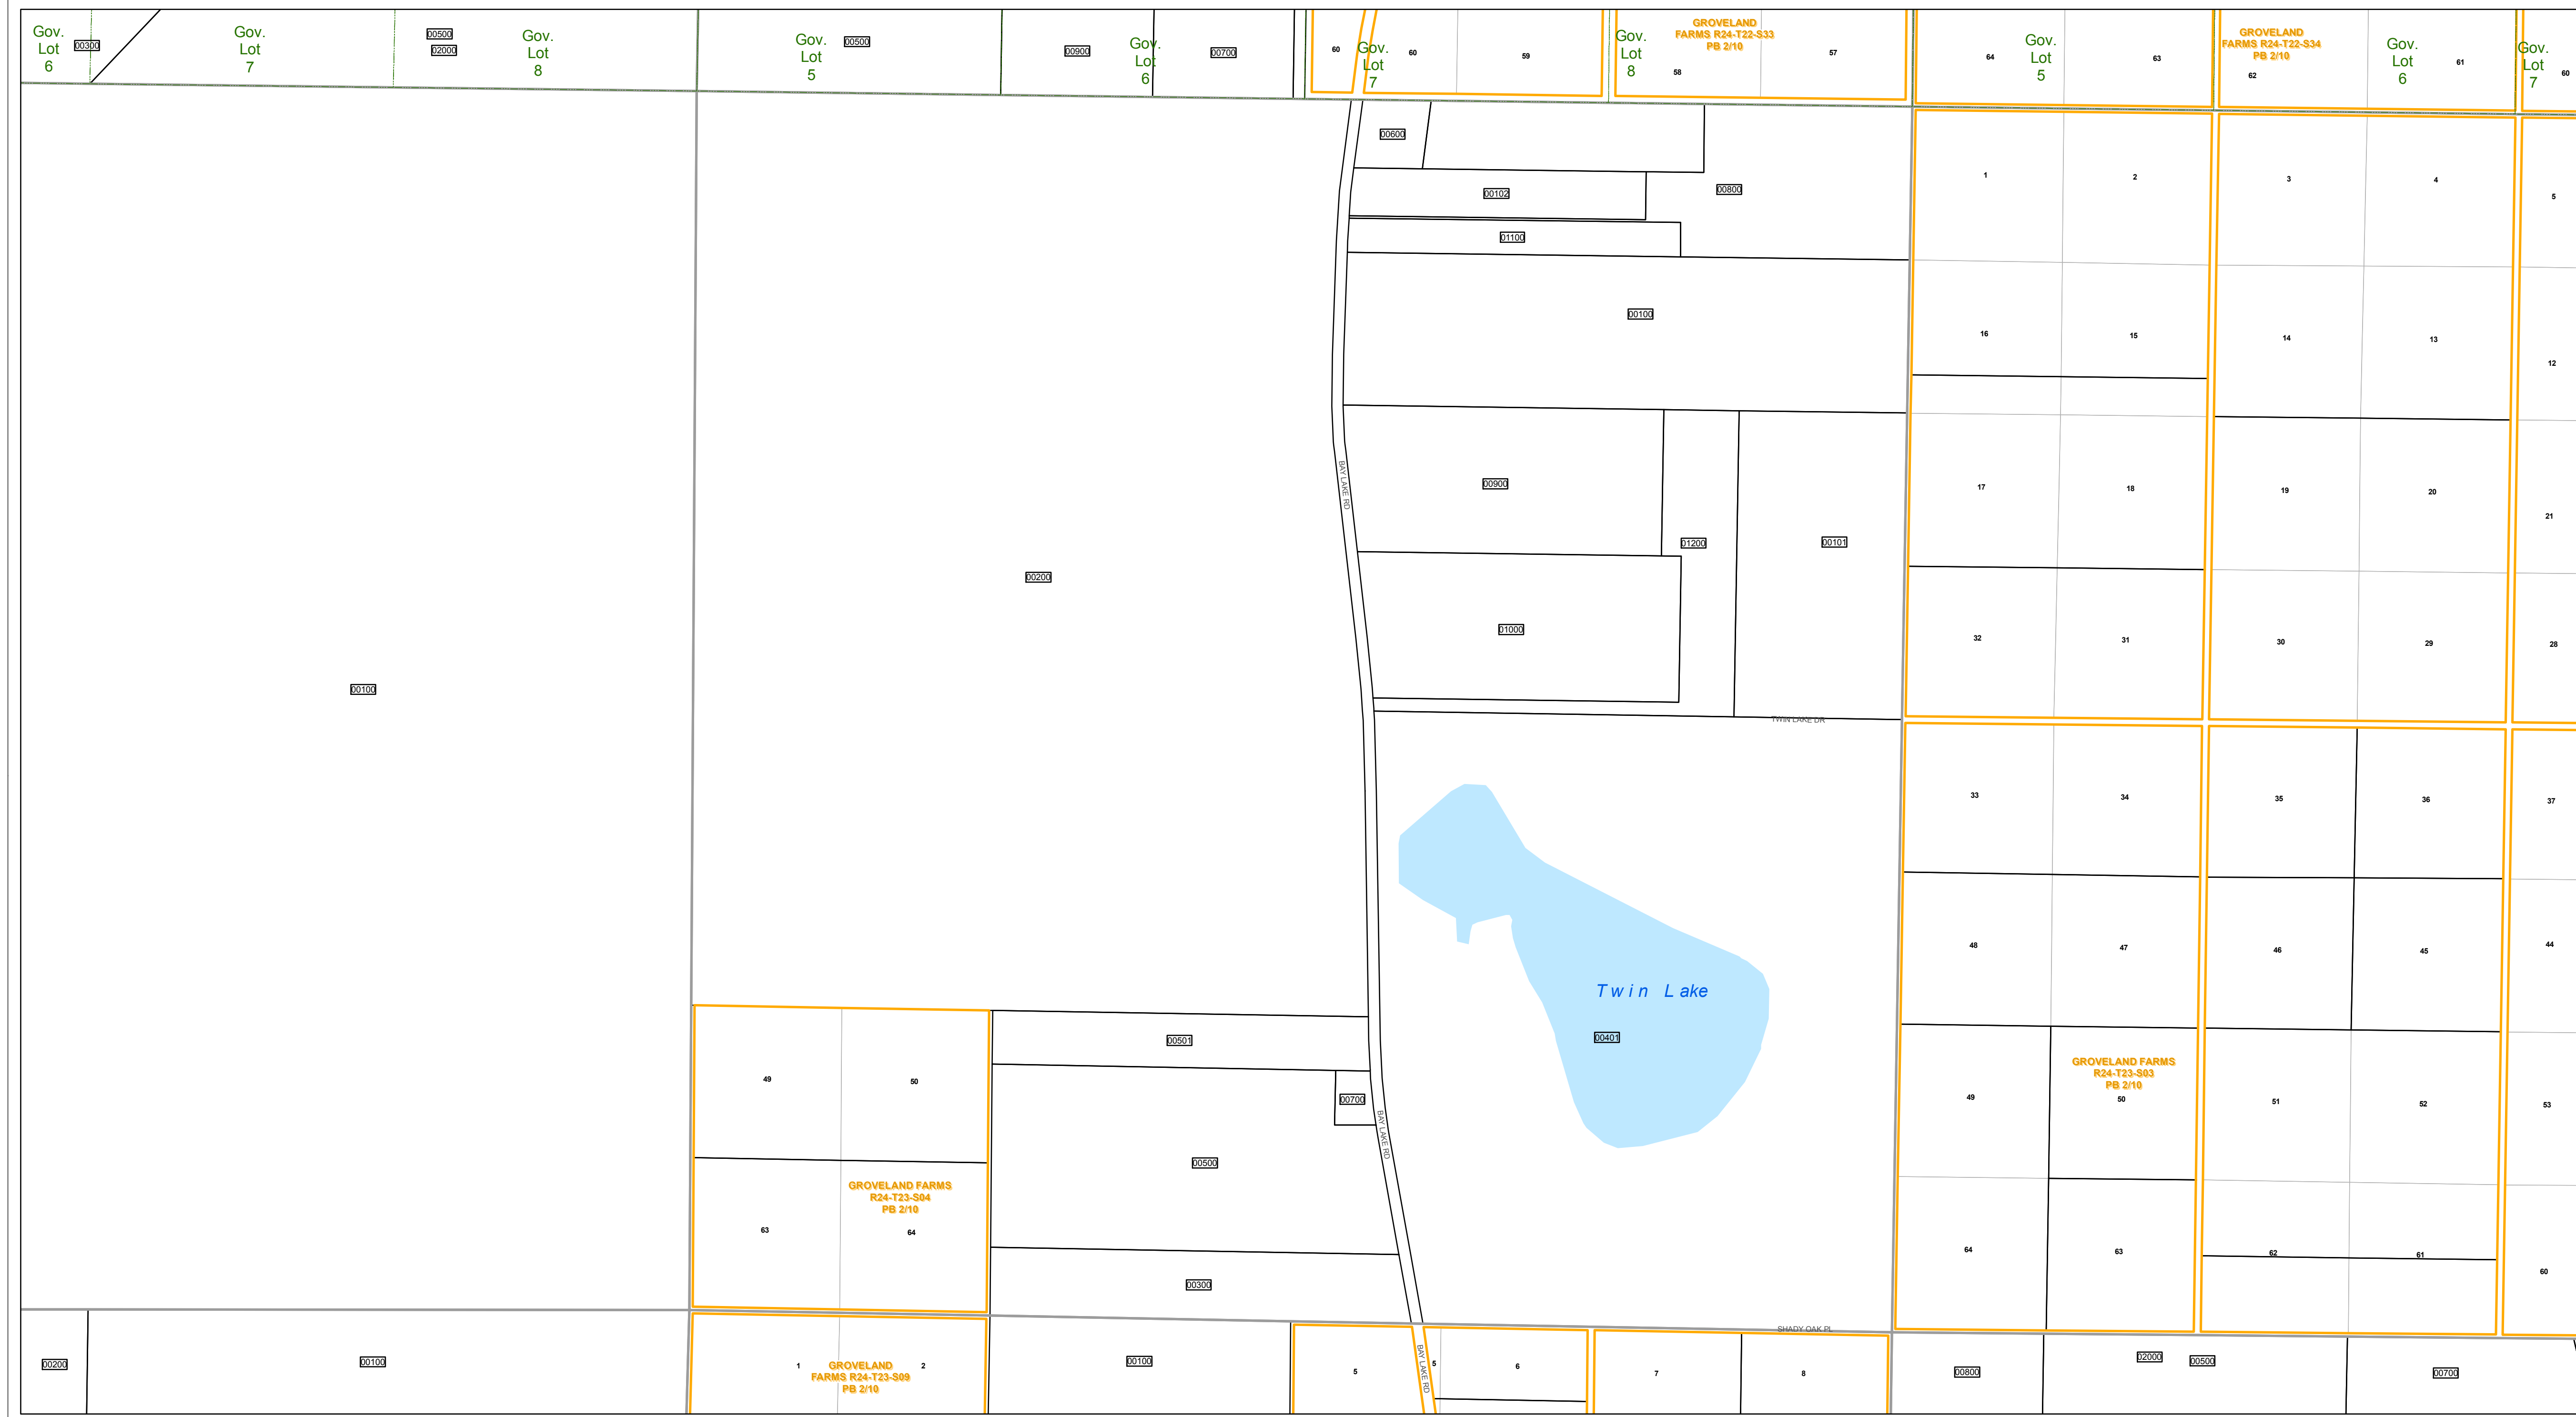 Gov.
Lot
6
00300
Gov.
Lot
7
00500
02000
Gov.
Lot
8
Gov.
Lot
5
00500
00900
Gov.
Lot
6
00700
60
Gov.
Lot
7
60
59
Gov.
Lot
8
58
GROVELAND
FARMS R24-T22-S33
PB 2/10
57
64
Gov.
Lot
5
63
GROVELAND
FARMS R24-T22-S34
PB 2/10
62
Gov.
Lot
6
61
Gov.
Lot
7
60
00600
00102
00800
01100
00100
1
2
3
4
5
16
15
14
13
12
BAY LAKE RD
00900
01200
00101
17
18
19
20
21
00200
01000
32
31
30
29
28
00100
TWIN LAKE DR
33
34
35
36
37
48
47
46
45
44
Twin Lake
00401
49
50
00501
00700
BAY LAKE RD
00500
49
GROVELAND FARMS
R24-T23-S03
PB 2/10
50
51
52
53
GROVELAND FARMS
R24-T23-S04
PB 2/10
63
64
00300
64
63
62
61
60
SHADY OAK PL
00200
00100
1
GROVELAND
FARMS R24-T23-S09
PB 2/10
2
00100
5
BAY LAKE RD
5
6
7
8
00800
02000
00500
00700